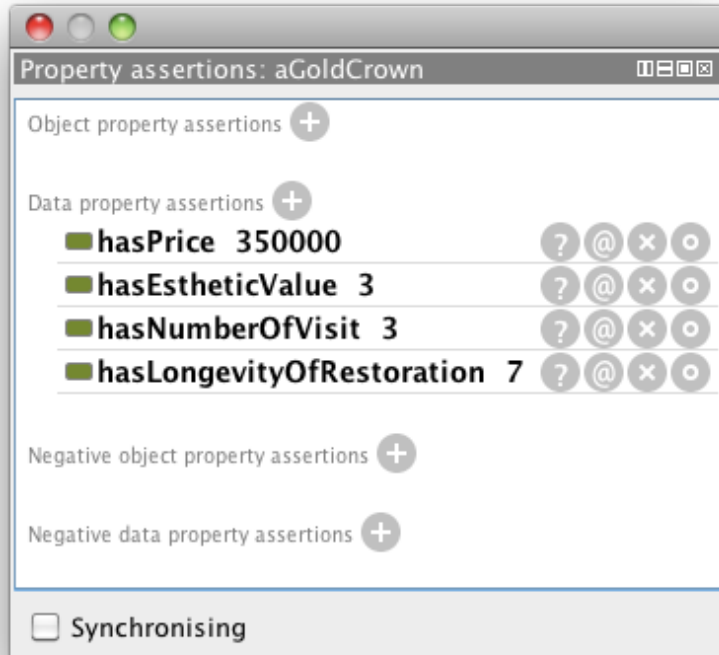 Property assertions: aGoldCrown
Object property assertions
Data property assertions
hasPrice 350000
hasEstheticValue 3
hasNumberOfVisit 3
hasLongevityOfRestoration 7
Negative object property assertions
Negative data property assertions
Synchronising